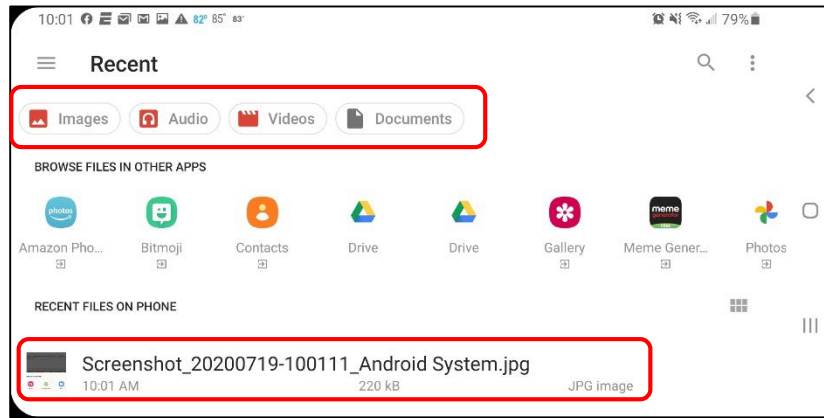 10:01 82° 85° 83° 79%
Recent
Images Audio Videos Documents
BROWSE FILES IN OTHER APPS
photos meme generator
Amazon Pho... Bitmoji Contacts Drive Drive Gallery Meme Gener... Photos
RECENT FILES ON PHONE
Screenshot_20200719-100111_Android System.jpg
10:01 AM 220 kB JPG image